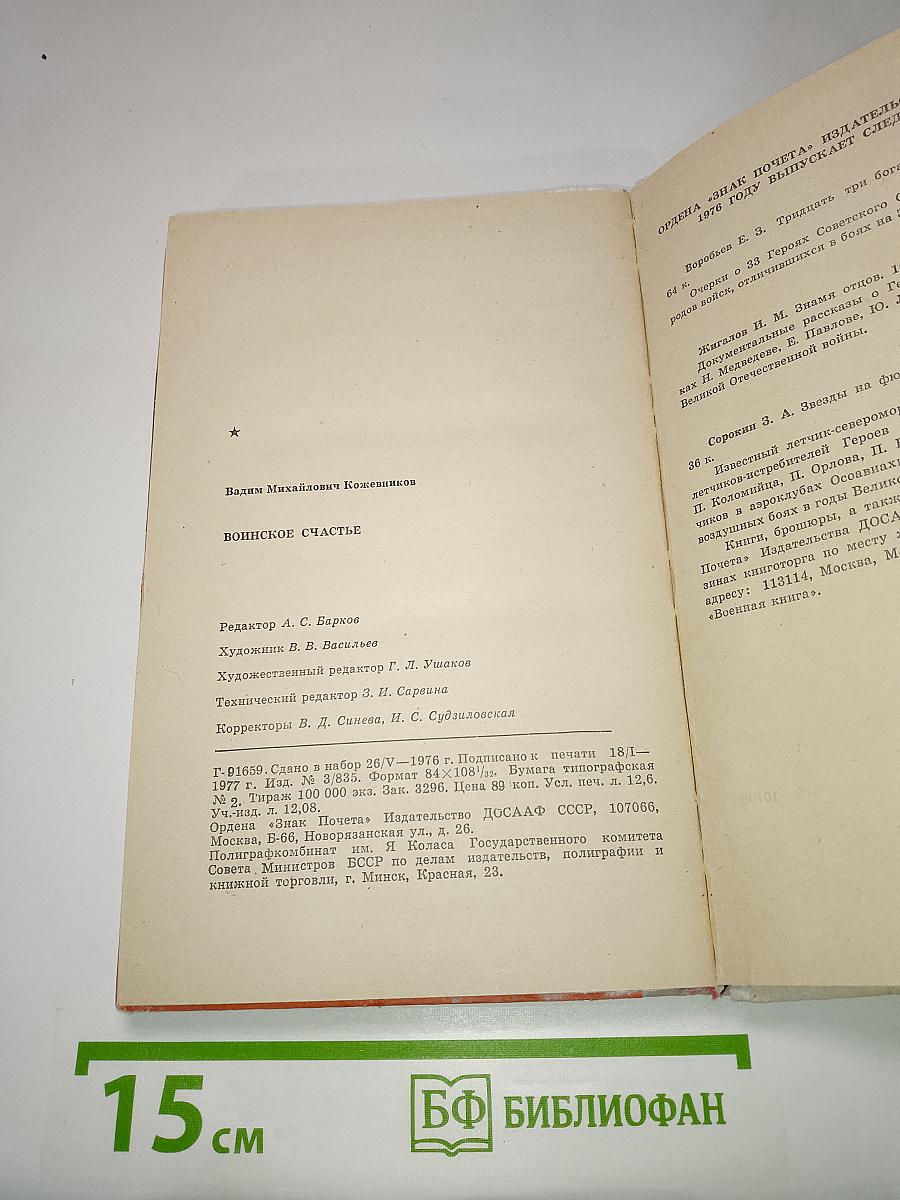 ★
Вадим Михайлович Кожевников
ВОИНСКОЕ СЧАСТЬЕ
Редактор А. С. Барков
Художник В. В. Васильев
Художественный редактор Г. Л. Ушаков
Технический редактор З. И. Сарвина
Корректоры В. Д. Синева, И. С. Судзиловская
Г-91659. Сдано в набор 26/V—1976 г. Подписано к печати 18/I—
1977 г. Изд. № 3/835. Формат 84×108¹/₃₂. Бумага типографская
№ 2. Тираж 100 000 экз. Зак. 3296. Цена 89 коп. Усл. печ. л. 12,6.
Уч.-изд. л. 12,08.
Ордена «Знак Почета» Издательство ДОСААФ СССР, 107066,
Москва, Б-66, Новорязанская ул., д. 26.
Полиграфкомбинат им. Я Коласа Государственного комитета
Совета Министров БССР по делам издательств, полиграфии и
книжной торговли, г. Минск, Красная, 23.
ОРДЕНА «ЗНАК ПОЧЕТА» ИЗДАТЕЛЬС
1976 ГОДУ ВЫПУСКАЕТ СЛЕД
Воробьев Е. З. Тридцать три бога
64 к.
Очерки о 33 Героях Советского С
родов войск, отличившихся в боях на З
Жигалов И. М. Знамя отцов. 1
Документальные рассказы о Ге
ках Н. Медведеве, Е. Павлове, Ю. Л
Великой Отечественной войны.
Сорокин З. А. Звезды на фю
36 к.
Известный летчик-северомор
летчиков-истребителей Героев
П. Коломийца, П. Орлова, П.
чиков в аэроклубах Осоавиахи
воздушных боях в годы Велико
Книги, брошюры, а такж
Почета» Издательства ДОСА
зинах книготорга по месту ж
адресу: 113114, Москва, М
«Военная книга».
15 см
БФ БИБЛИОФАН